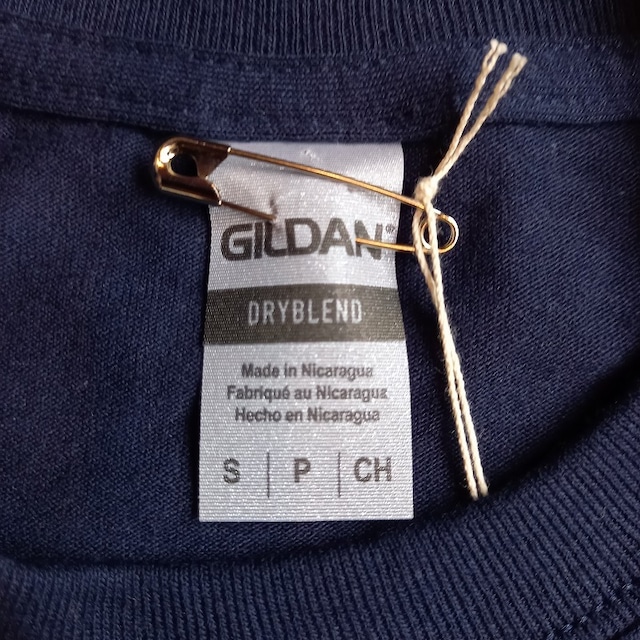 GILDAN®
DRYBLEND
Made in Nicaragua
Fabriqué au Nicaragua
Hecho en Nicaragua
S | P | CH